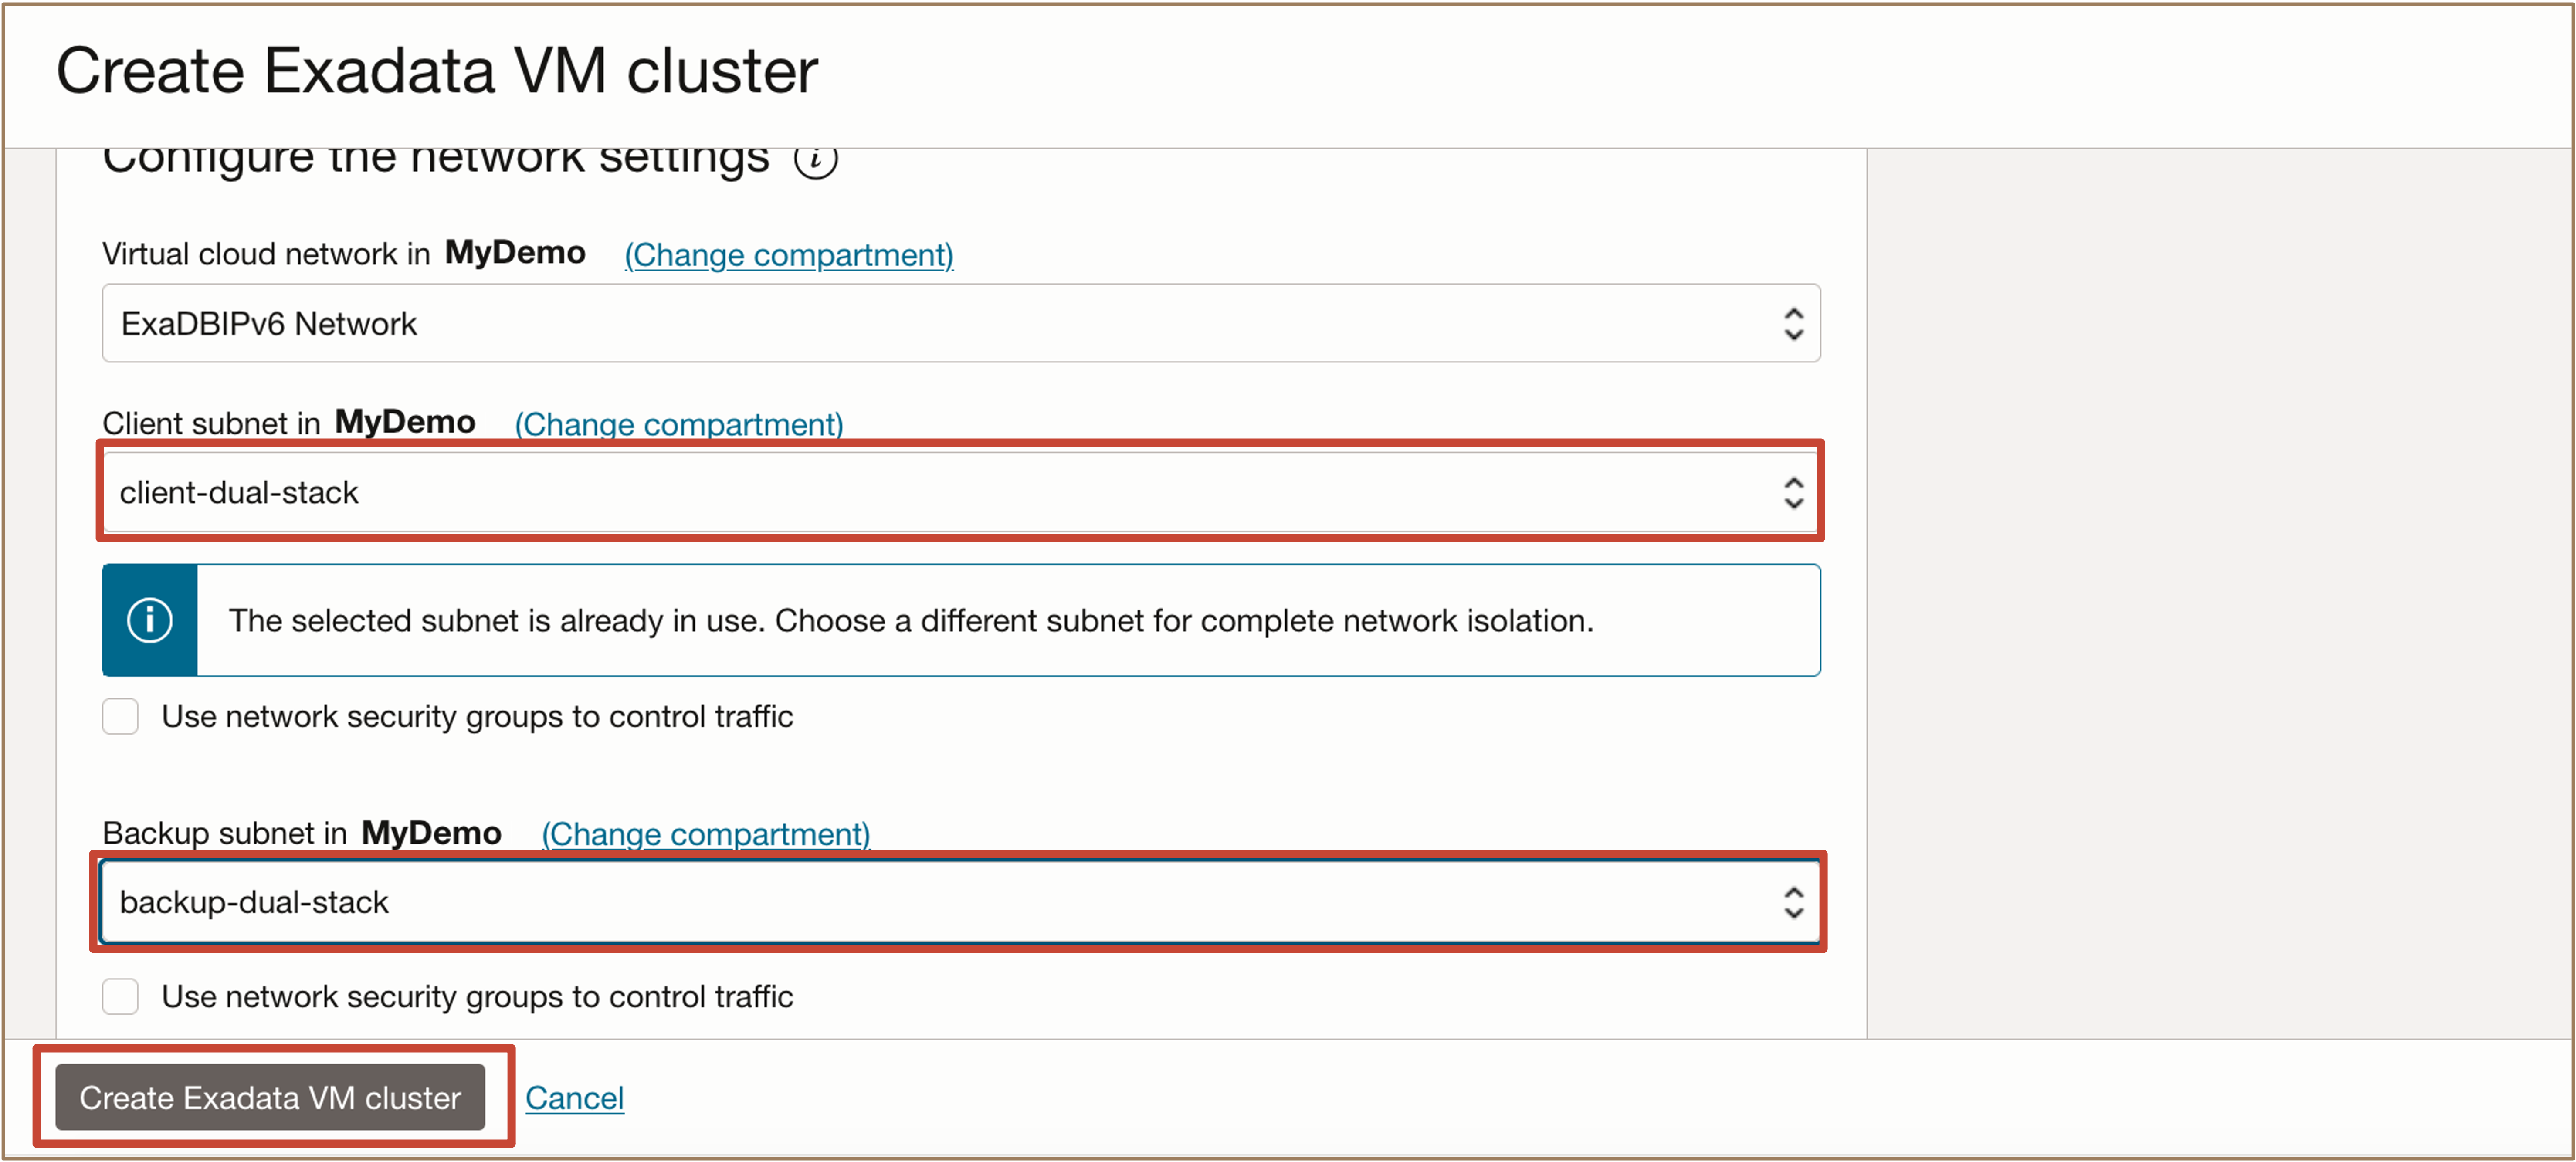 Create Exadata VM cluster
Configure the network settings
Virtual cloud network in MyDemo (Change compartment)
ExaDBIPv6 Network
Client subnet in MyDemo (Change compartment)
client-dual-stack
The selected subnet is already in use. Choose a different subnet for complete network isolation.
Use network security groups to control traffic
Backup subnet in MyDemo (Change compartment)
backup-dual-stack
Use network security groups to control traffic
Create Exadata VM cluster Cancel